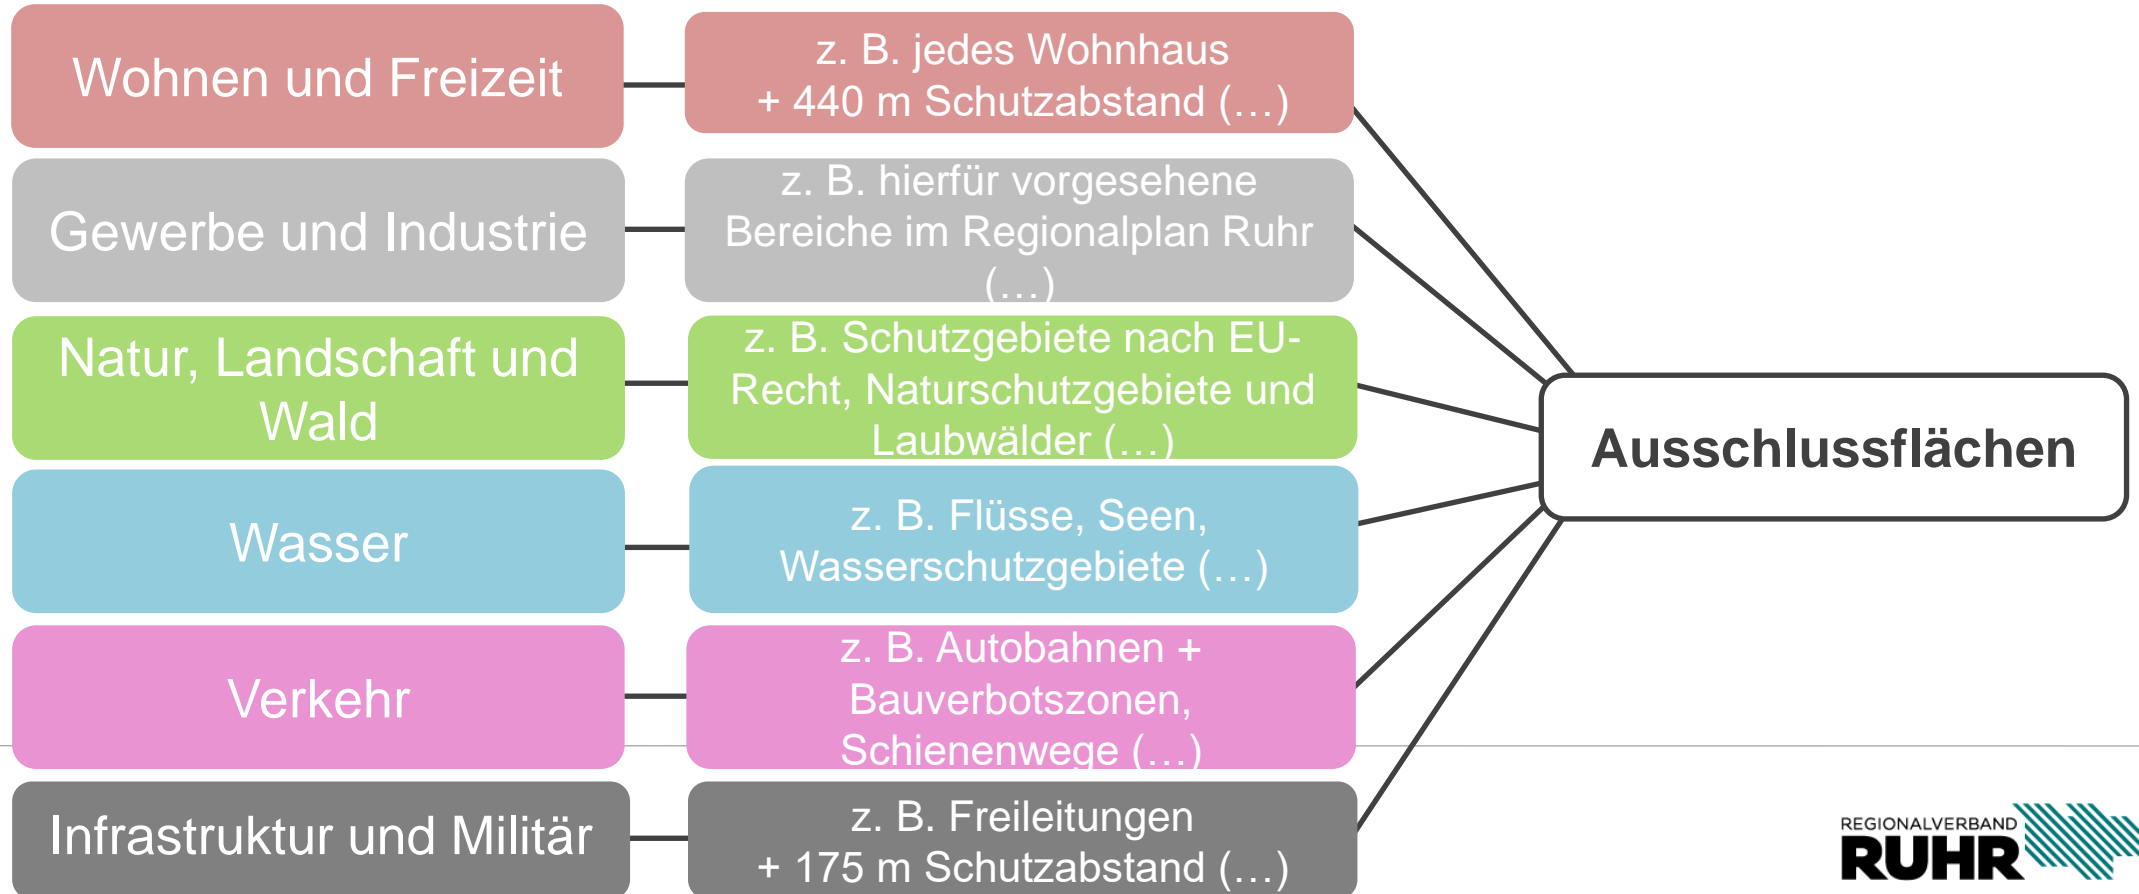 Wohnen und Freizeit
z. B. jedes Wohnhaus
+ 440 m Schutzabstand (…)
Gewerbe und Industrie
z. B. hierfür vorgesehene
Bereiche im Regionalplan Ruhr
(…)
Natur, Landschaft und
Wald
z. B. Schutzgebiete nach EU-
Recht, Naturschutzgebiete und
Laubwälder (…)
Wasser
z. B. Flüsse, Seen,
Wasserschutzgebiete (…)
Verkehr
z. B. Autobahnen +
Bauverbotszonen,
Schienenwege (…)
Infrastruktur und Militär
z. B. Freileitungen
+ 175 m Schutzabstand (…)
Ausschlussflächen
REGIONALVERBAND
RUHR